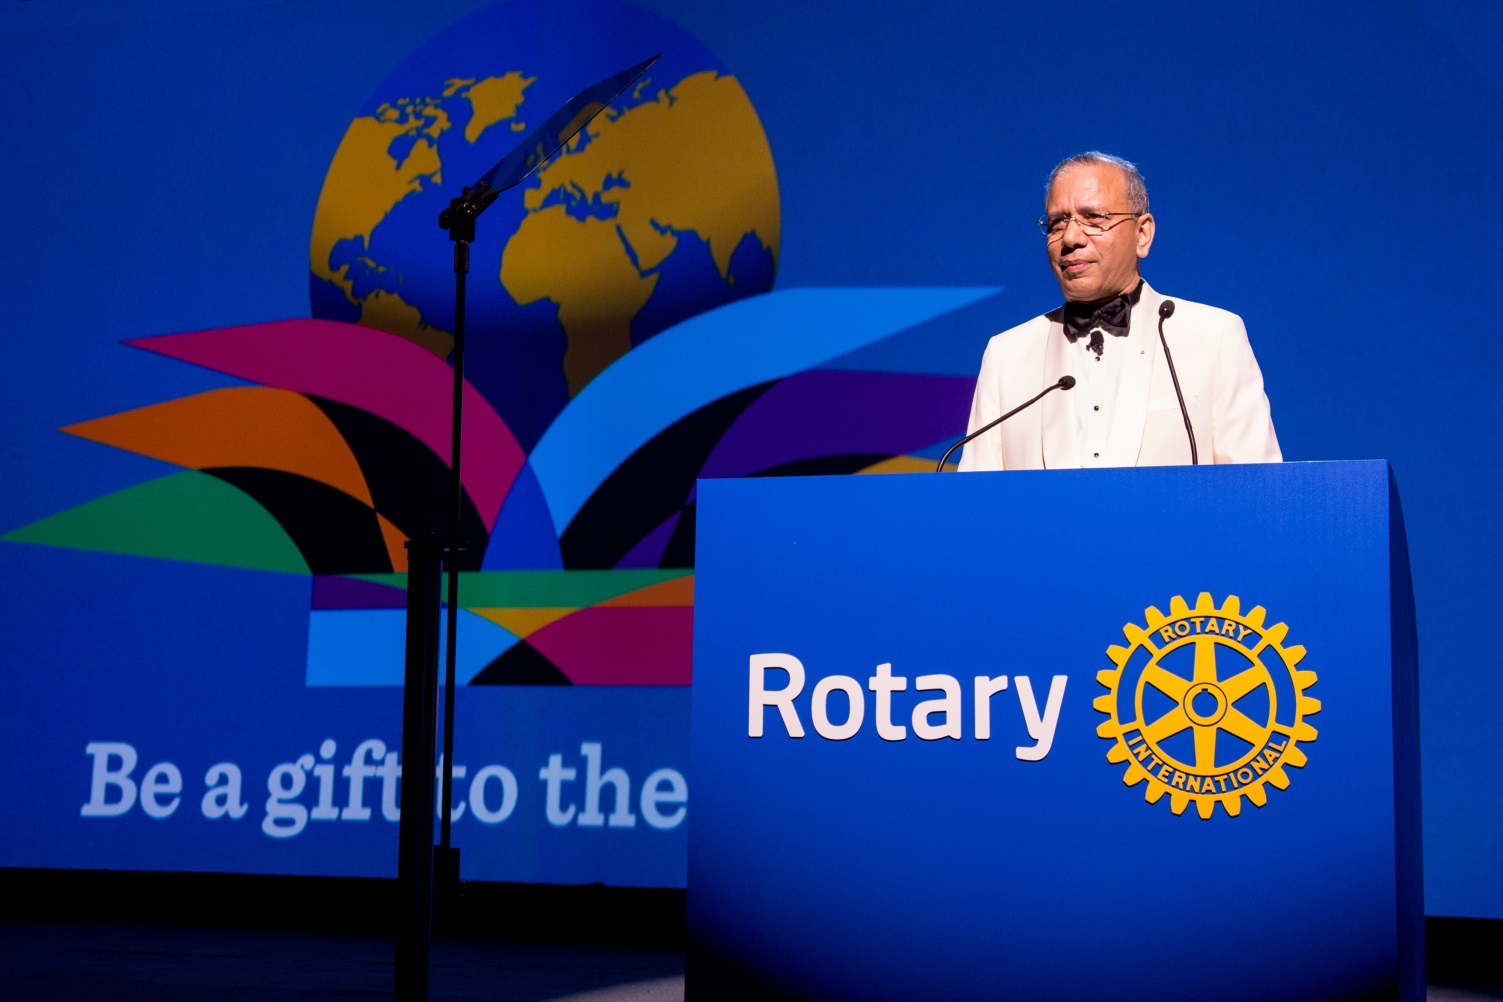 Be a gift to the
Rotary
ROTARY
INTERNATIONAL